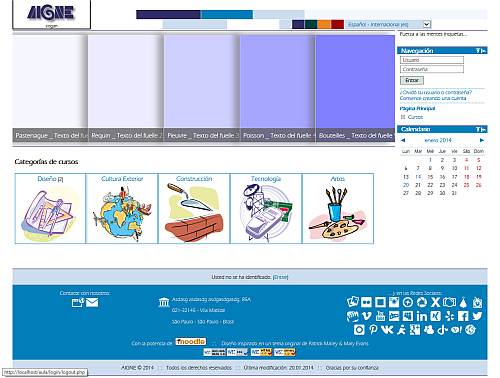 AIGNE
Español - Internacional (es)
Fuerza a las mentes inquietas...
Pastenague _ Texto del fuelle
Requin _ Texto del fuelle 2
Peuvre _ Texto del fuelle 3
Poisson _ Texto del fuelle 4
Bouteilles _ Texto del fuelle
Navegación
Usuario
Contraseña
Entrar
¿Olvidó su usuario o contraseña?
Comience creando una cuenta
Página Principal
Cursos
Calendario
enero 2014
Lun Mar Mié Jue Vie Sáb Dom
1 2 3 4 5
6 7 8 9 10 11 12
13 14 15 16 17 18 19
20 21 22 23 24 25 26
27 28 29 30 31
Categorías de cursos
Diseño (2)
Cultura Exterior
Construcción
Tecnología
Artes
Usted no se ha identificado. (Entrar)
Contacte con nosotros:
Asdasg asdasdg asdgasdgasdg, BSA
021-32145 - Vila Matilde
São Paulo - São Paulo - Brasil
...y en las Redes Sociales:
Con la potencia de moodle ::: Diseño inspirado en un tema original de Patrick Malley & Mary Evans
AIGNE © 2014 ::: Todos los derechos reservados ::: Última modificación: 20.01.2014 ::: Gracias por su confianza
http://localhost/aula/login/logout.php